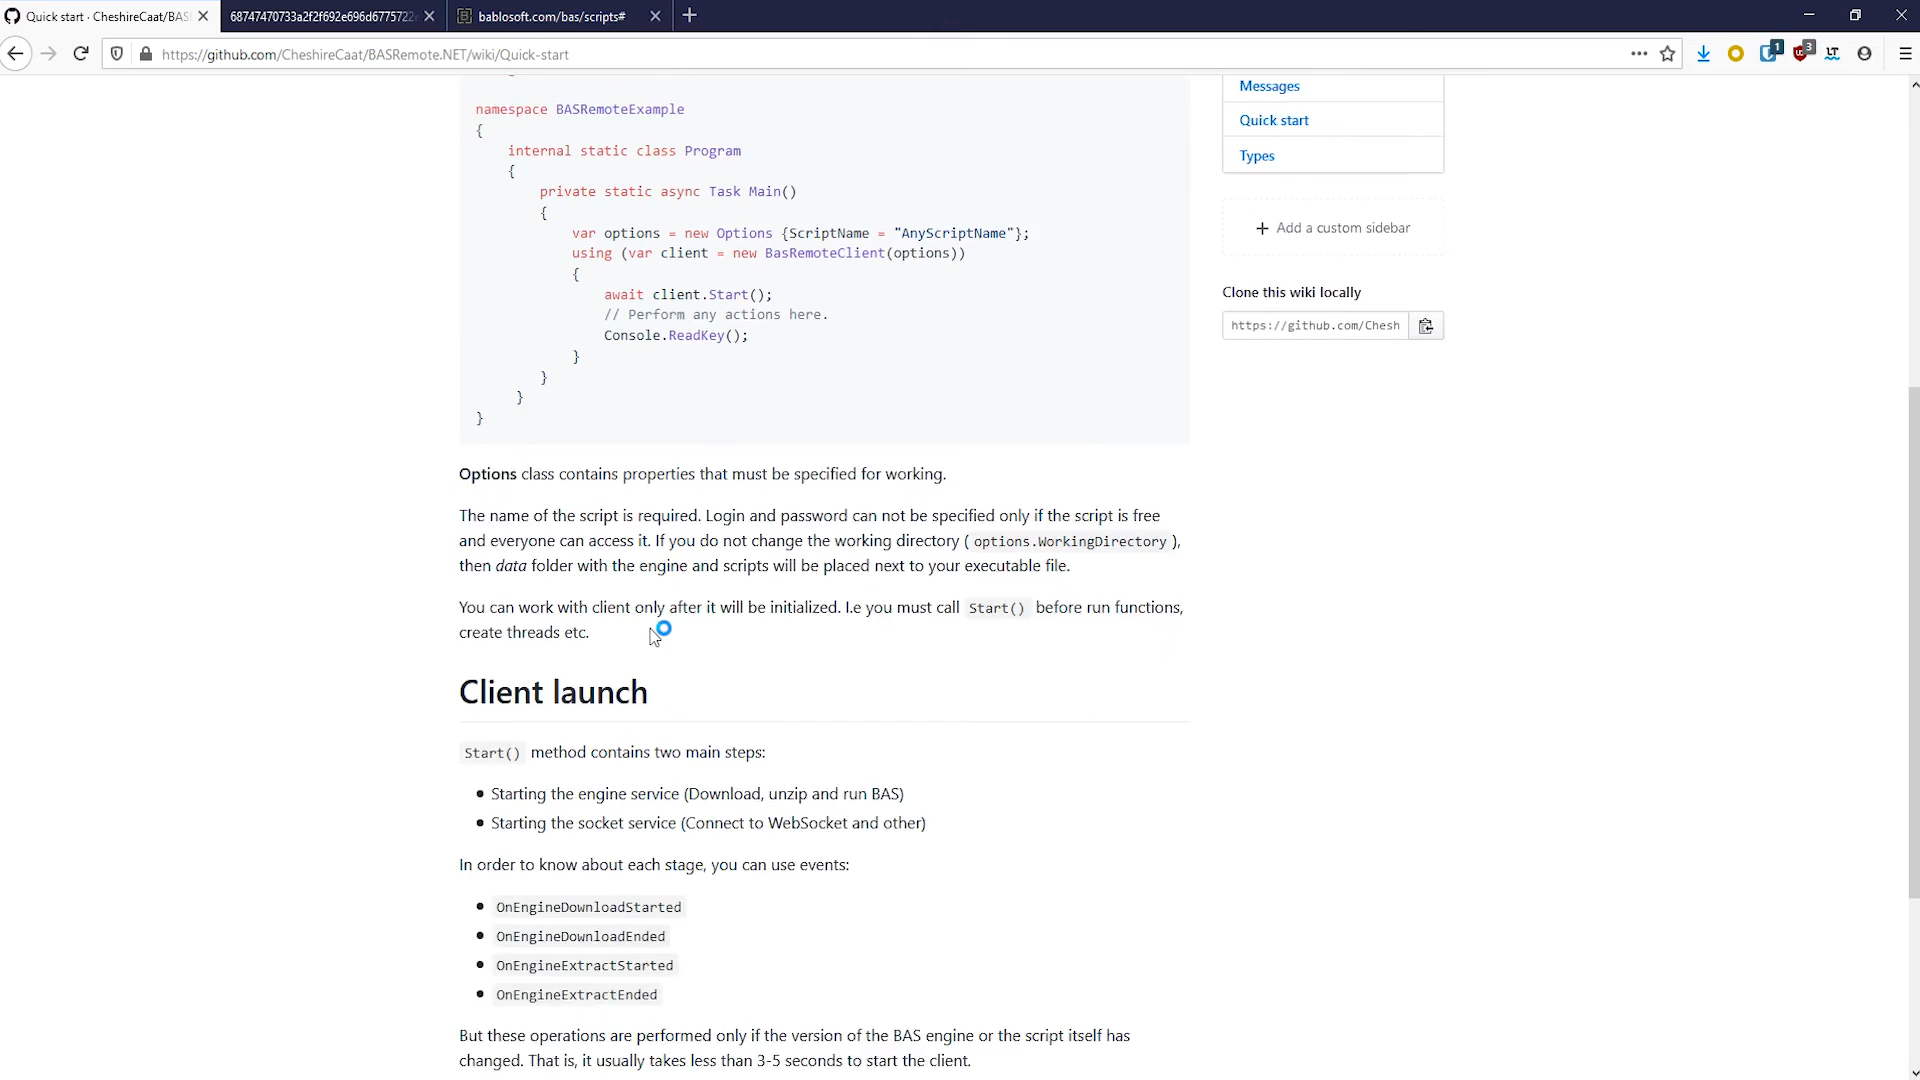 Quick start · CheshireCaat/BAS
68747470733a2f2f692e696d6775722e
bablosoft.com/bas/scripts#
https://github.com/CheshireCaat/BASRemote.NET/wiki/Quick-start
1
3
namespace BASRemoteExample
{
internal static class Program
{
private static async Task Main()
{
var options = new Options {ScriptName = "AnyScriptName"};
using (var client = new BasRemoteClient(options))
{
await client.Start();
// Perform any actions here.
Console.ReadKey();
}
}
}
}
Options class contains properties that must be specified for working.
The name of the script is required. Login and password can not be specified only if the script is free
and everyone can access it. If you do not change the working directory ( options.WorkingDirectory ),
then data folder with the engine and scripts will be placed next to your executable file.
You can work with client only after it will be initialized. I.e you must call Start() before run functions,
create threads etc.
Client launch
Start() method contains two main steps:
• Starting the engine service (Download, unzip and run BAS)
• Starting the socket service (Connect to WebSocket and other)
In order to know about each stage, you can use events:
• OnEngineDownloadStarted
• OnEngineDownloadEnded
• OnEngineExtractStarted
• OnEngineExtractEnded
But these operations are performed only if the version of the BAS engine or the script itself has
changed. That is, it usually takes less than 3-5 seconds to start the client.
Messages
Quick start
Types
+ Add a custom sidebar
Clone this wiki locally
https://github.com/Chesh